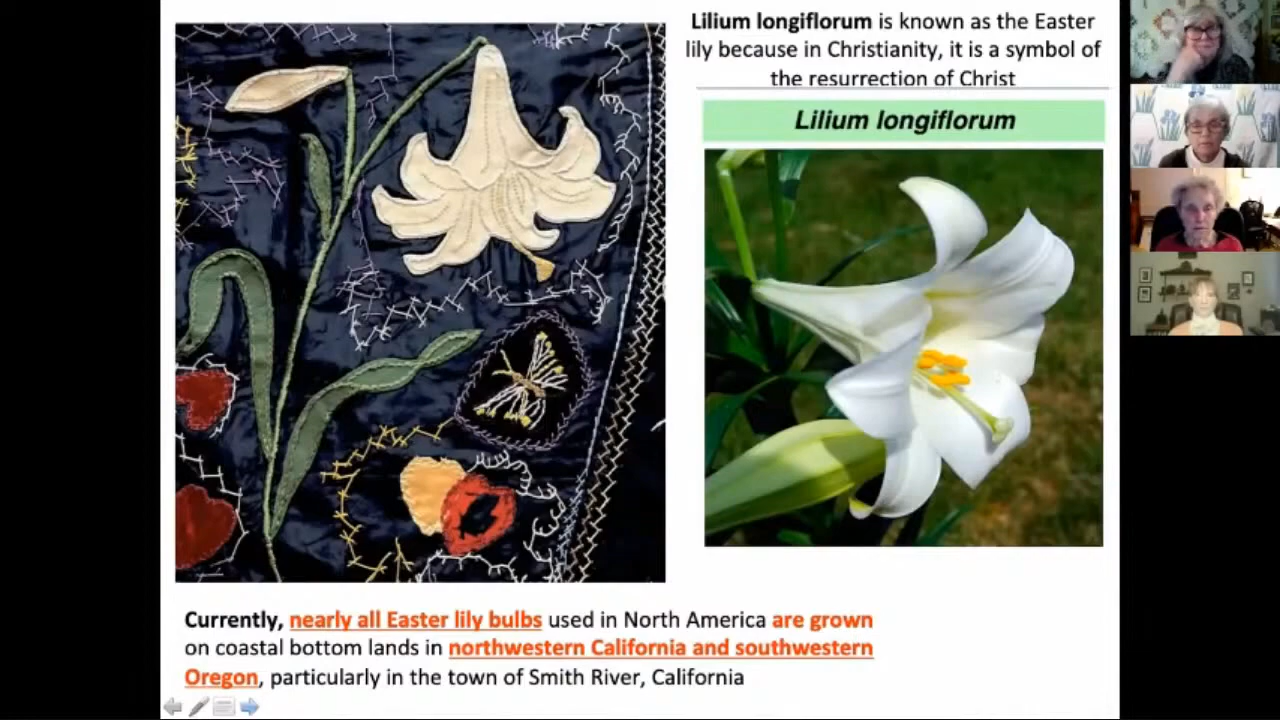 Lilium longiflorum is known as the Easter
lily because in Christianity, it is a symbol of
the resurrection of Christ
Lilium longiflorum
Currently, nearly all Easter lily bulbs used in North America are grown
on coastal bottom lands in northwestern California and southwestern
Oregon, particularly in the town of Smith River, California